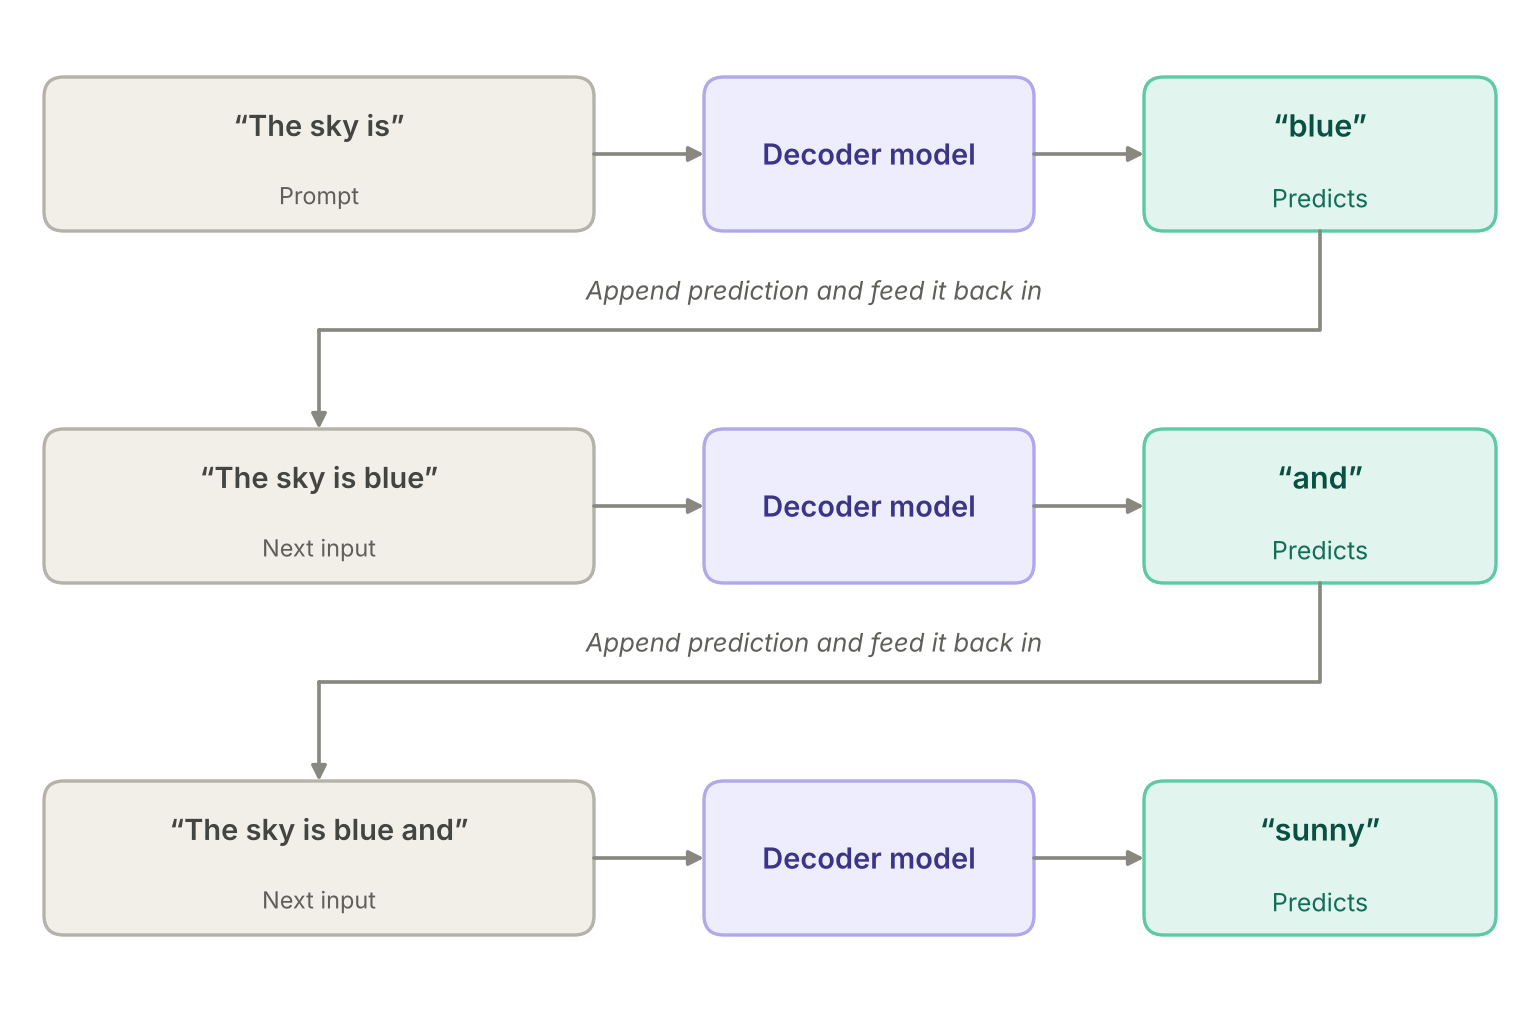 “The sky is”
Prompt
Decoder model
“blue”
Predicts
Append prediction and feed it back in
“The sky is blue”
Next input
Decoder model
“and”
Predicts
Append prediction and feed it back in
“The sky is blue and”
Next input
Decoder model
“sunny”
Predicts